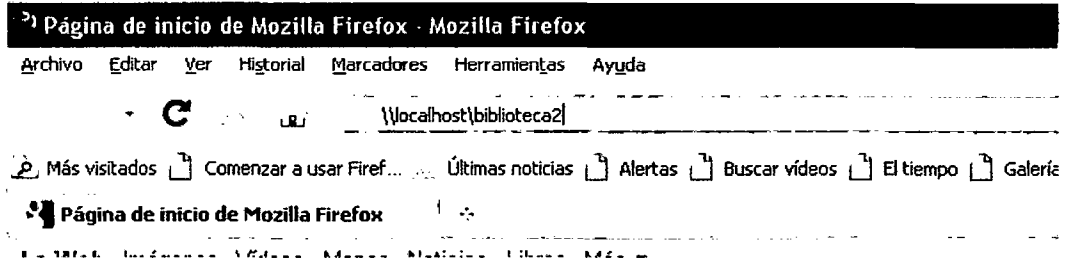 Página de inicio de Mozilla Firefox - Mozilla Firefox
Archivo Editar Ver Historial Marcadores Herramientas Ayuda
\\localhost\biblioteca2
Más visitados Comenzar a usar Firef... Últimas noticias Alertas Buscar vídeos El tiempo Galería
Página de inicio de Mozilla Firefox